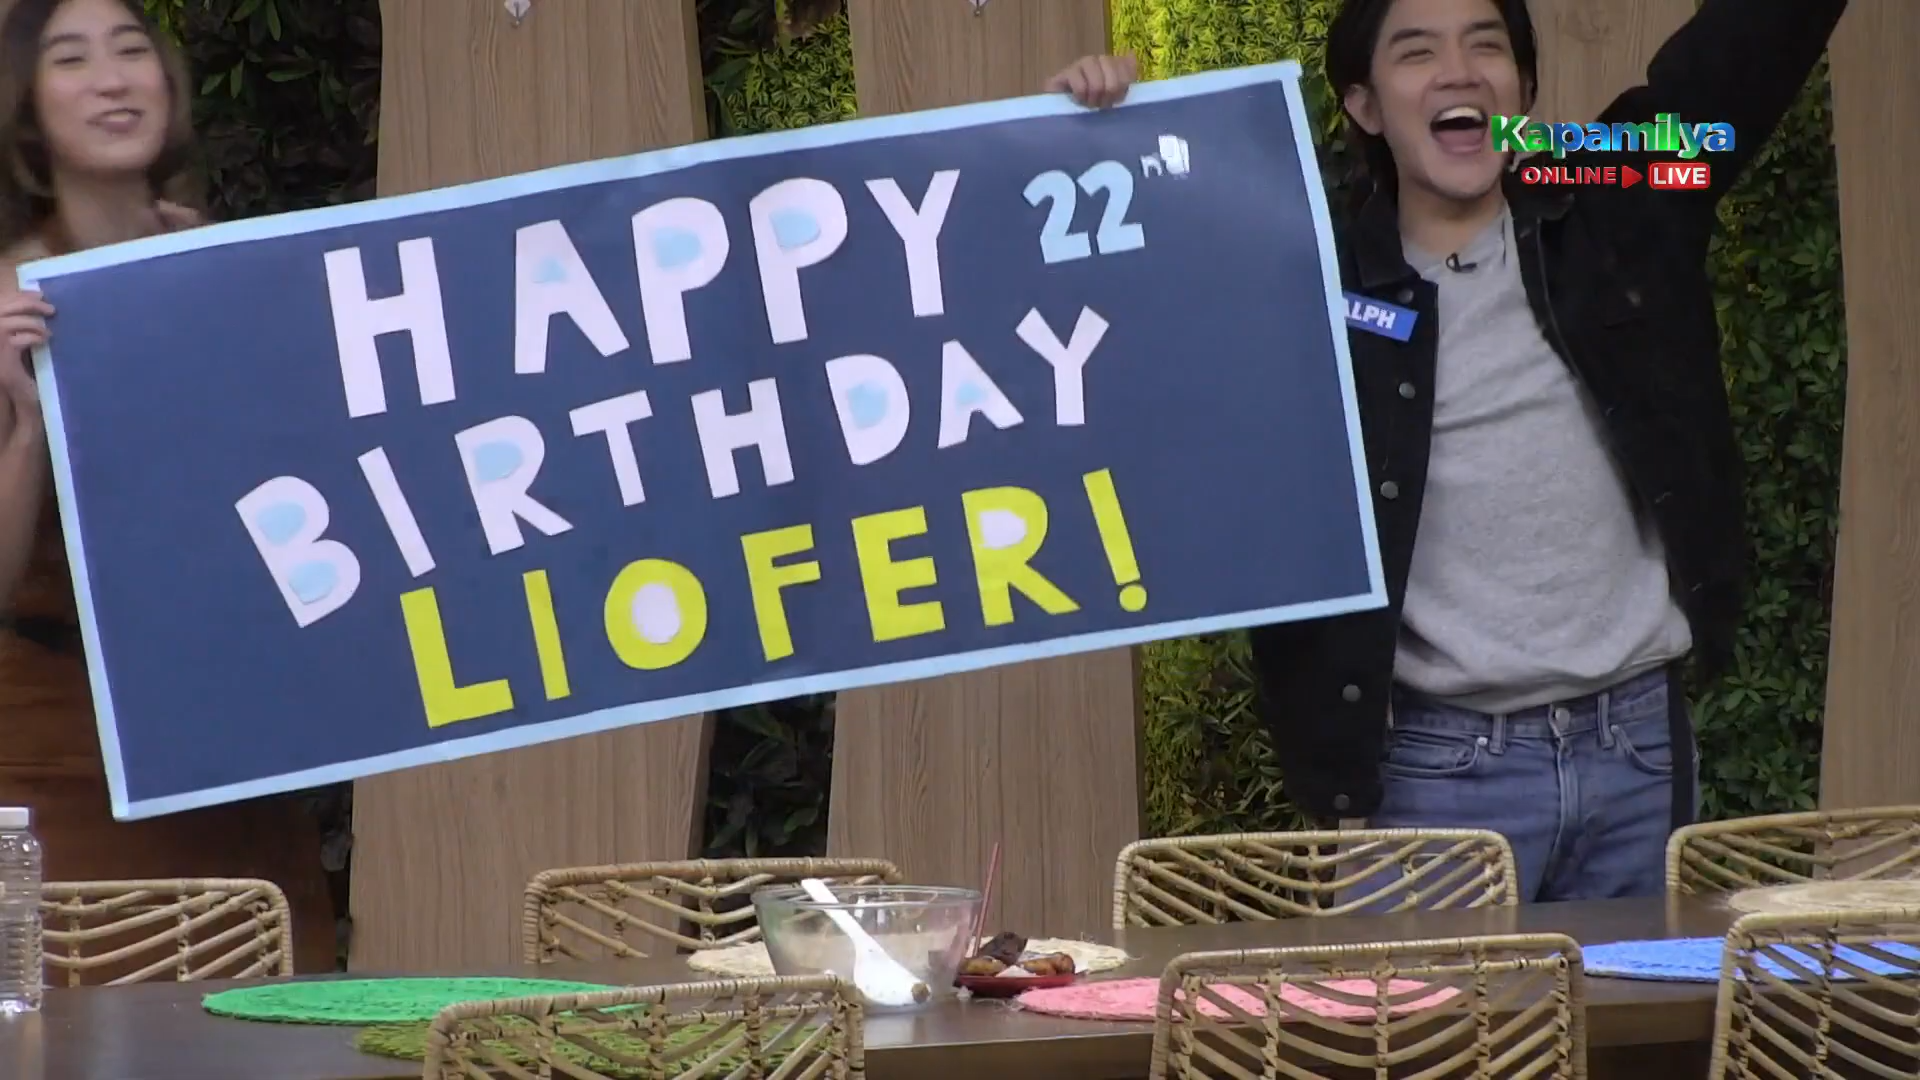 HAPPY 22nd
BIRTHDAY
LIOFER!
Kapamilya
ONLINE LIVE
ALPH